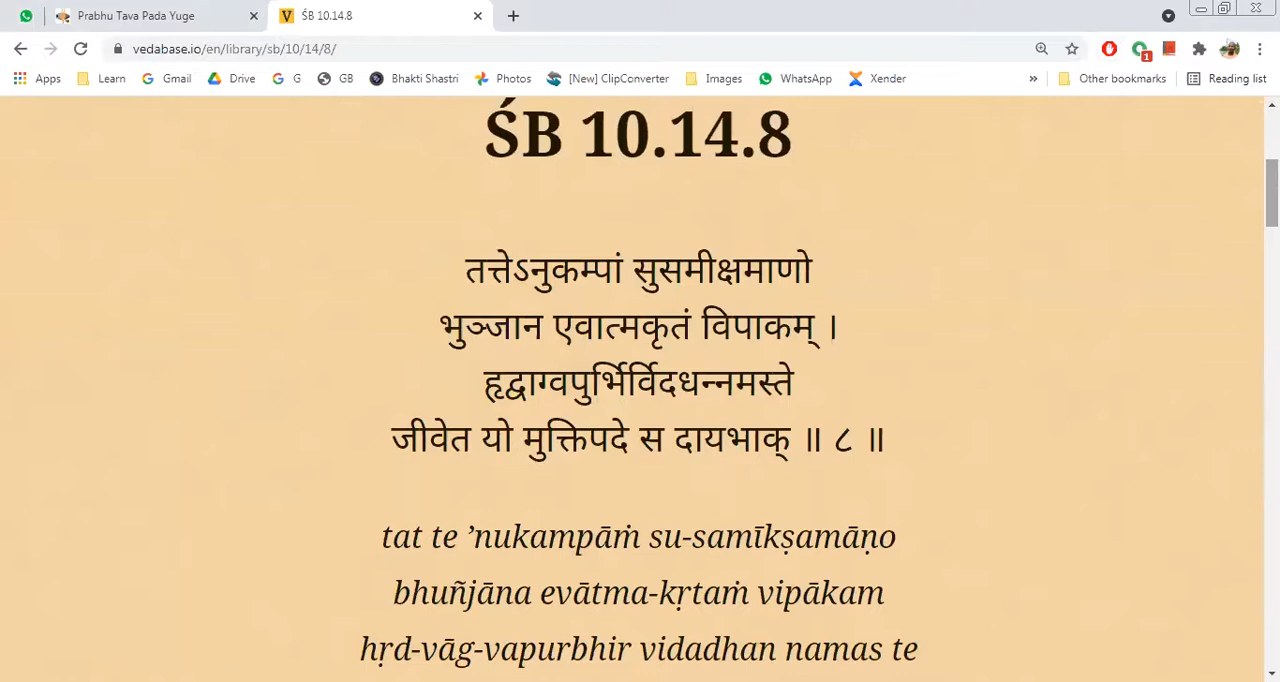 Prabhu Tava Pada Yuge
ŚB 10.14.8
vedabase.io/en/library/sb/10/14/8/
1
Apps Learn Gmail Drive G GB Bhakti Shastri Photos [New] ClipConverter Images WhatsApp Xender » Other bookmarks Reading list
ŚB 10.14.8
तत्तेऽनुकम्पां सुसमीक्षमाणो
भुञ्जान एवात्मकृतं विपाकम् ।
हृद्वाग्वपुर्भिर्विदधन्नमस्ते
जीवेत यो मुक्तिपदे स दायभाक् ॥ ८ ॥
tat te ’nukampāṁ su-samīkṣamāṇo
bhuñjāna evātma-kṛtaṁ vipākam
hṛd-vāg-vapurbhir vidadhan namas te